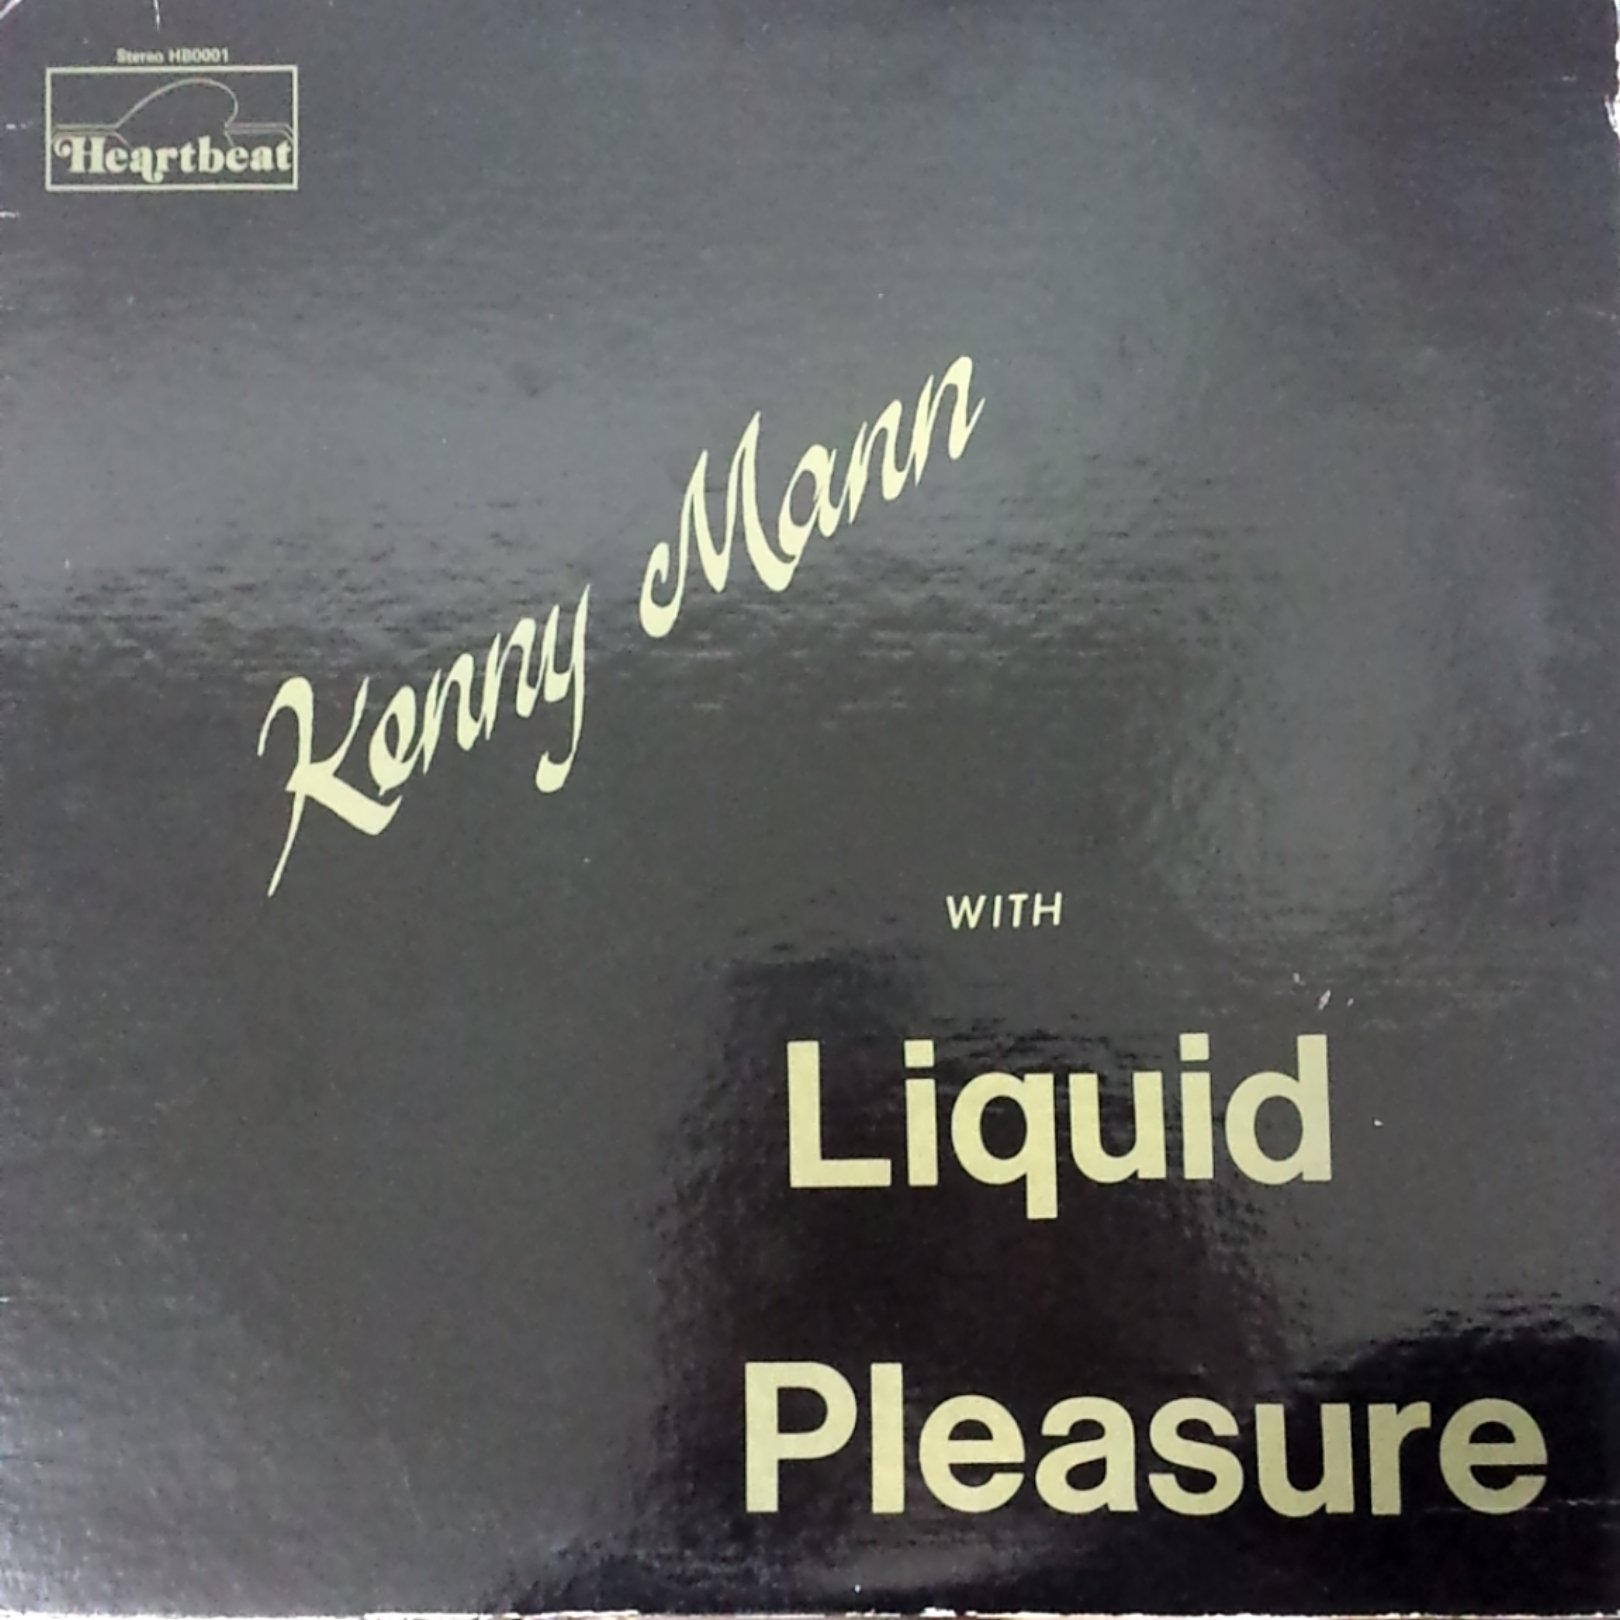 Stereo HB0001
Heartbeat
Kenny Mann
WITH
Liquid
Pleasure